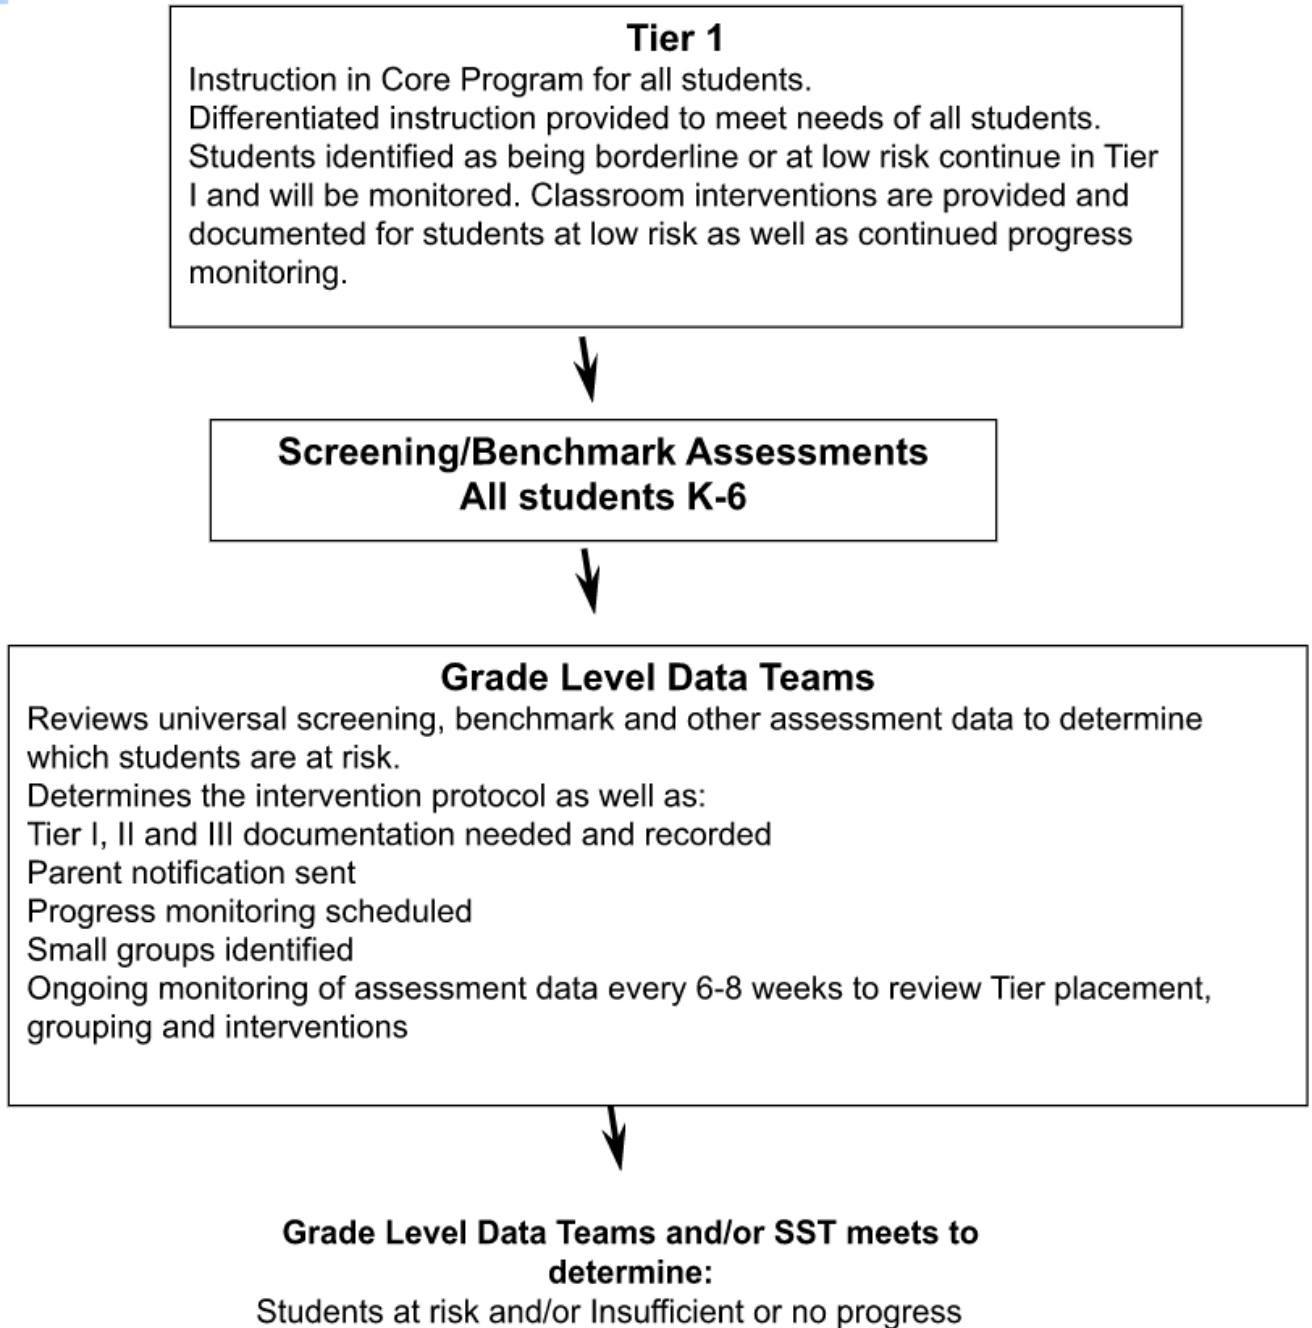 Tier 1
Instruction in Core Program for all students.
Differentiated instruction provided to meet needs of all students.
Students identified as being borderline or at low risk continue in Tier
I and will be monitored. Classroom interventions are provided and
documented for students at low risk as well as continued progress
monitoring.
Screening/Benchmark Assessments
All students K-6
Grade Level Data Teams
Reviews universal screening, benchmark and other assessment data to determine
which students are at risk.
Determines the intervention protocol as well as:
Tier I, II and III documentation needed and recorded
Parent notification sent
Progress monitoring scheduled
Small groups identified
Ongoing monitoring of assessment data every 6-8 weeks to review Tier placement,
grouping and interventions
Grade Level Data Teams and/or SST meets to
determine:
Students at risk and/or Insufficient or no progress